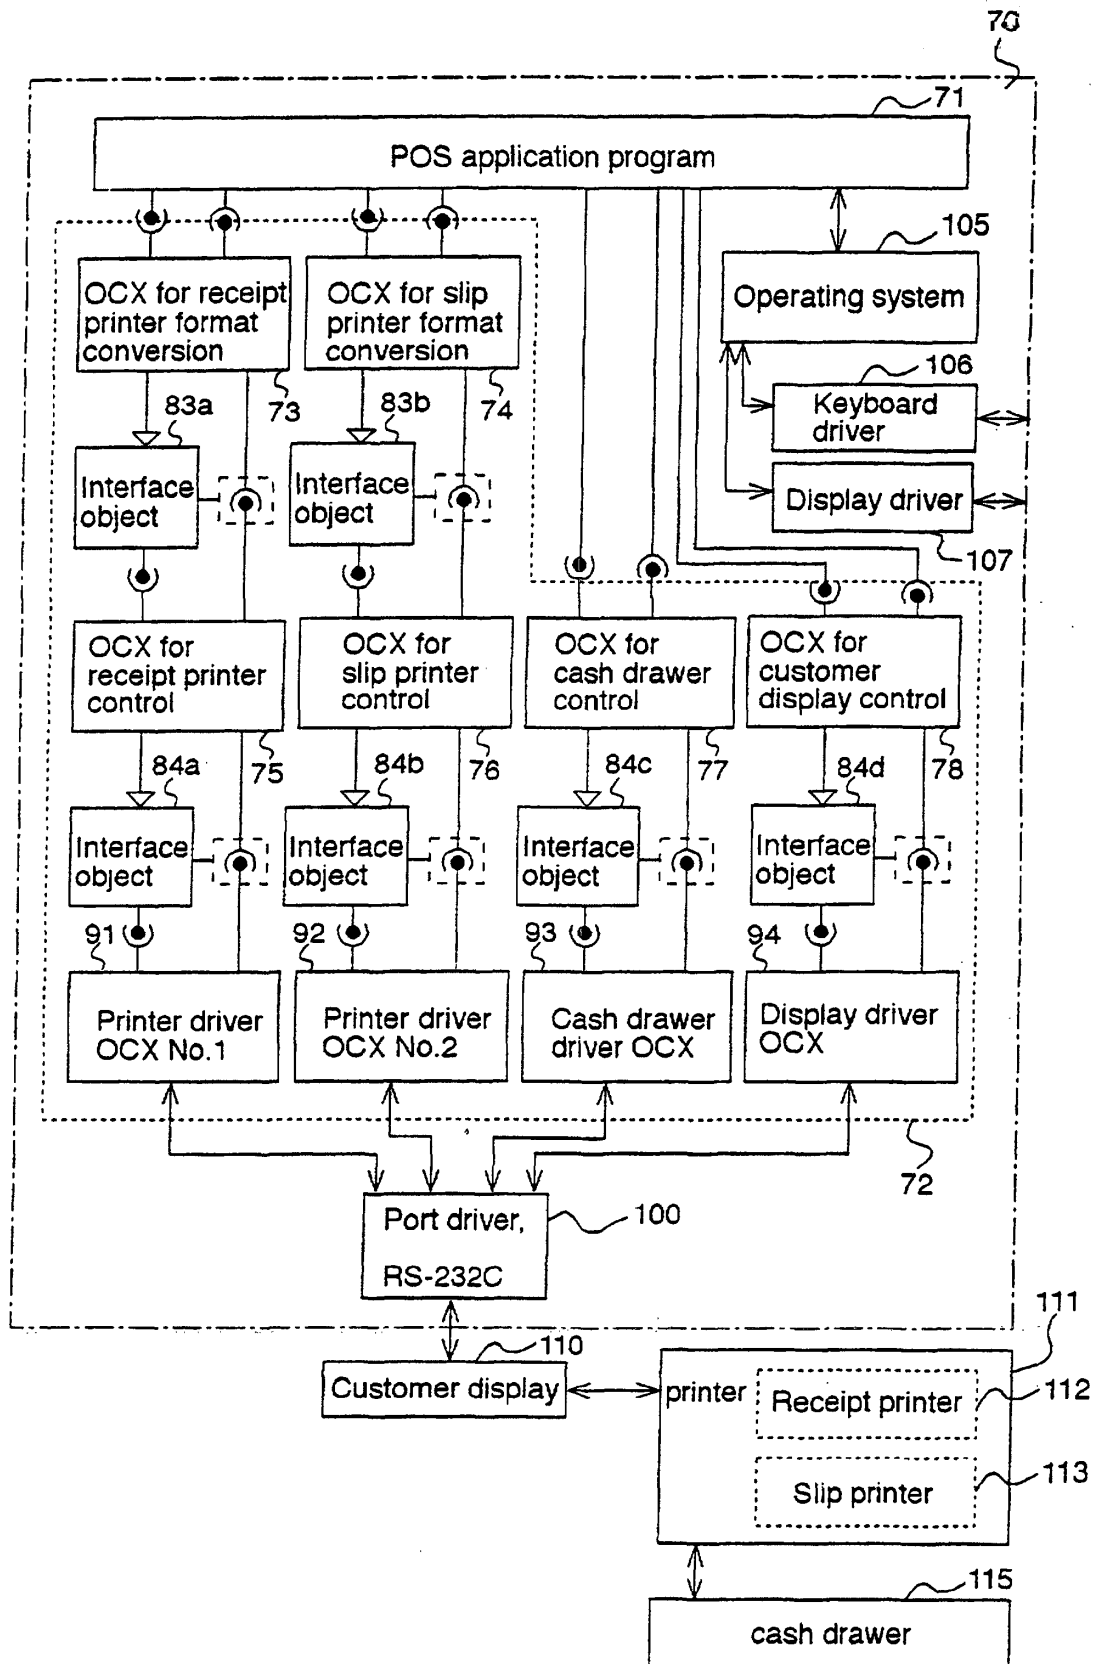 70
71
POS application program
105
Operating system
OCX for receipt
printer format
conversion
OCX for slip
printer format
conversion
106
Keyboard
driver
83a
73
83b
74
Interface
object
Interface
object
Display driver
107
OCX for
receipt printer
control
OCX for
slip printer
control
OCX for
cash drawer
control
OCX for
customer
display control
84a
75
84b
76
84c
77
84d
78
Interface
object
Interface
object
Interface
object
Interface
object
91
92
93
94
Printer driver
OCX No.1
Printer driver
OCX No.2
Cash drawer
driver OCX
Display driver
OCX
72
Port driver,
RS-232C
100
111
110
Customer display
printer
Receipt printer
112
Slip printer
113
115
cash drawer